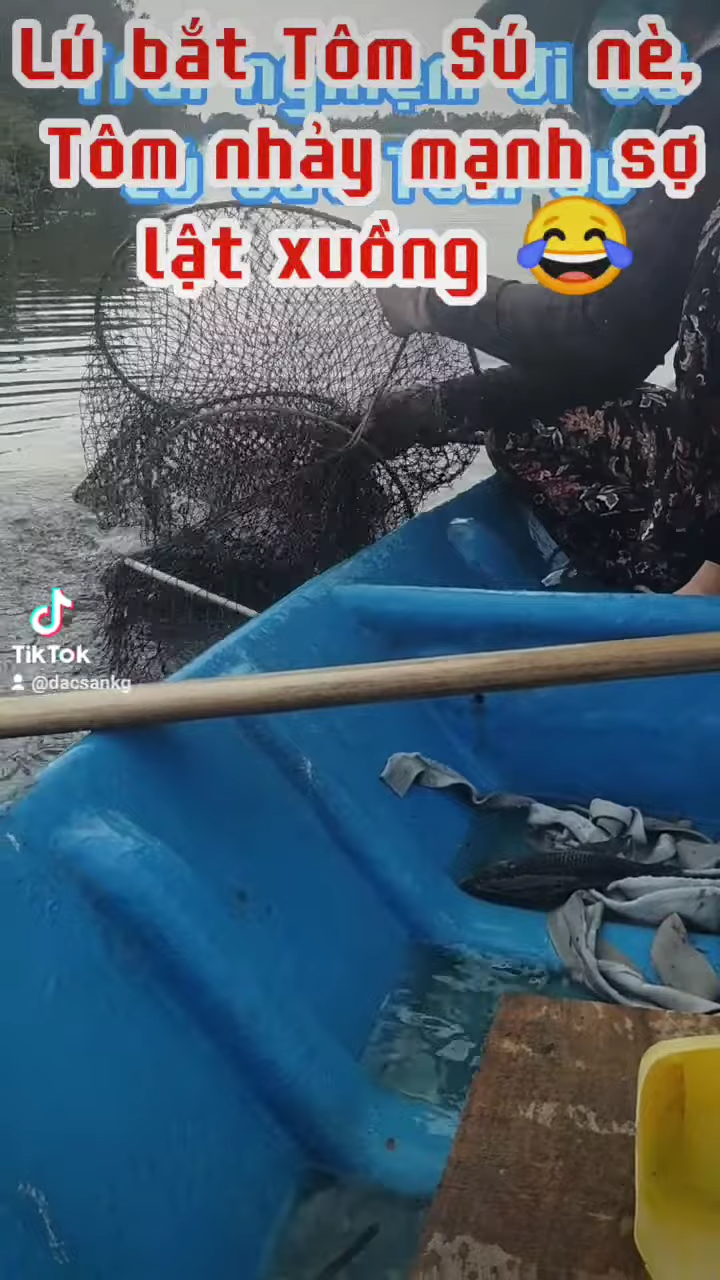 Lú bắt Tôm Sú nè,
Tôm nhảy mạnh sợ
lật xuồng 😂
TikTok
@dacsankg